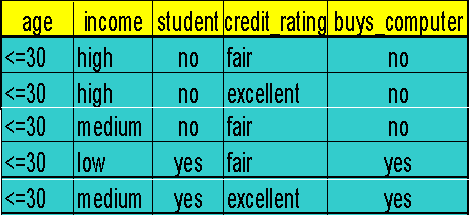 age income student credit_rating buys_computer
<=30 high no fair no
<=30 high no excellent no
<=30 medium no fair no
<=30 low yes fair yes
<=30 medium yes excellent yes